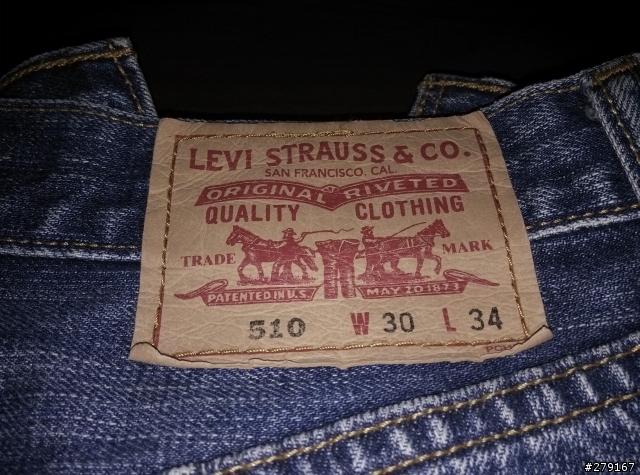 LEVI STRAUSS & CO.
SAN FRANCISCO. CAL.
ORIGINAL RIVETED
QUALITY CLOTHING
TRADE MARK
PATENTED IN U.S. MAY 20 1873
510 W 30 L 34
#279167